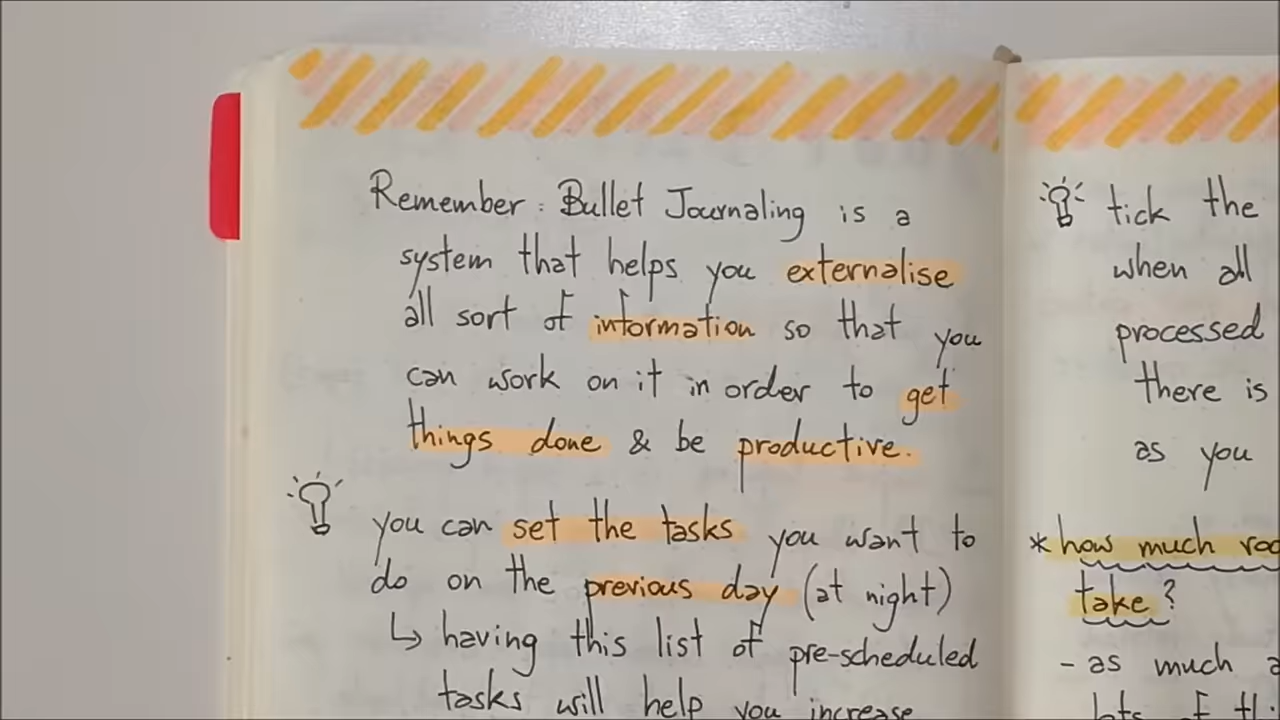 Remember : Bullet Journaling is a
system that helps you externalise
all sort of information so that you
can work on it in order to get
things done & be productive.
you can set the tasks you want to
do on the previous day (at night)
↳ having this list of pre-scheduled
tasks will help you increase
tick the
when all
processed
there is
as you
* how much
take?
- as much
lots of